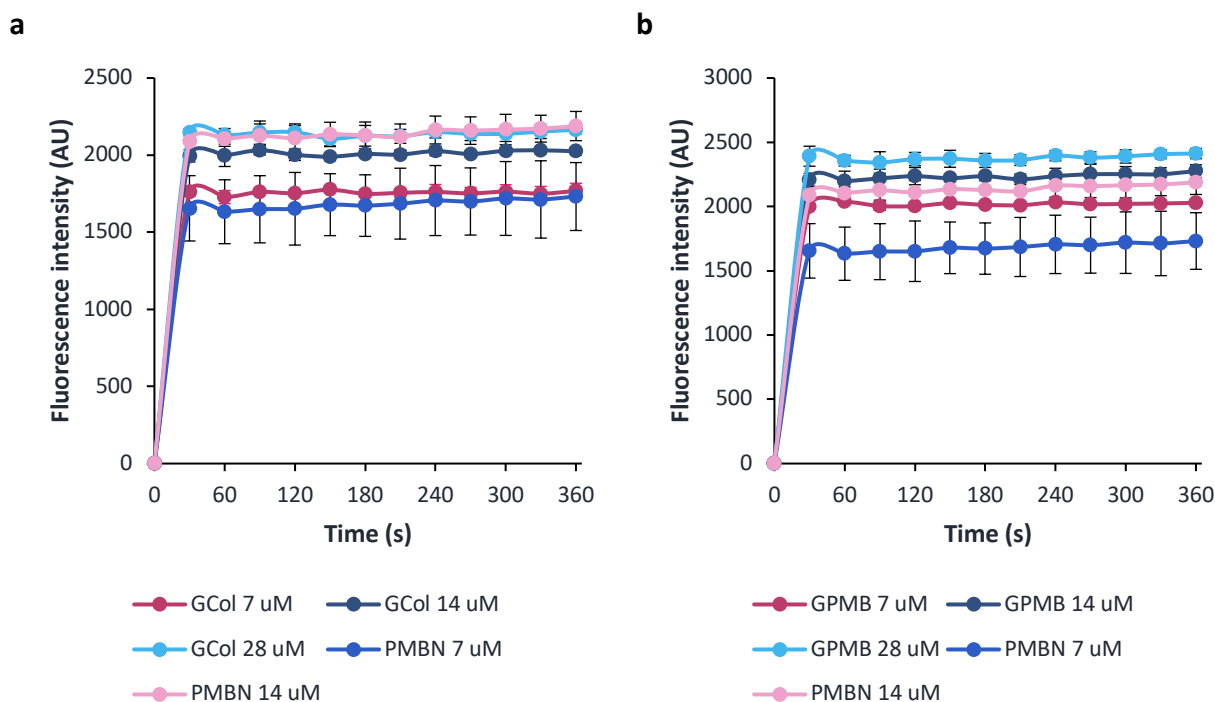 a
b
2500
2000
1500
1000
500
0
Fluorescence intensity (AU)
0 60 120 180 240 300 360
Time (s)
GCol 7 uM GCol 14 uM
GCol 28 uM PMBN 7 uM
PMBN 14 uM
3000
2500
2000
1500
1000
500
0
Fluorescence intensity (AU)
0 60 120 180 240 300 360
Time (s)
GPMB 7 uM GPMB 14 uM
GPMB 28 uM PMBN 7 uM
PMBN 14 uM